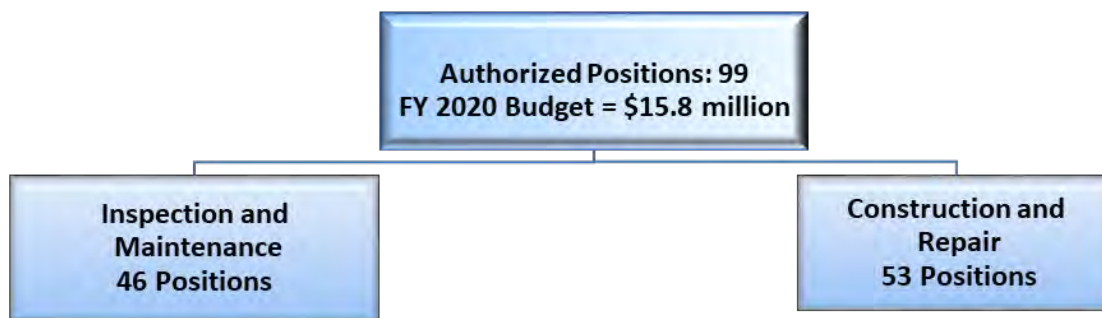 Authorized Positions: 99
FY 2020 Budget = $15.8 million
Inspection and
Maintenance
46 Positions
Construction and
Repair
53 Positions